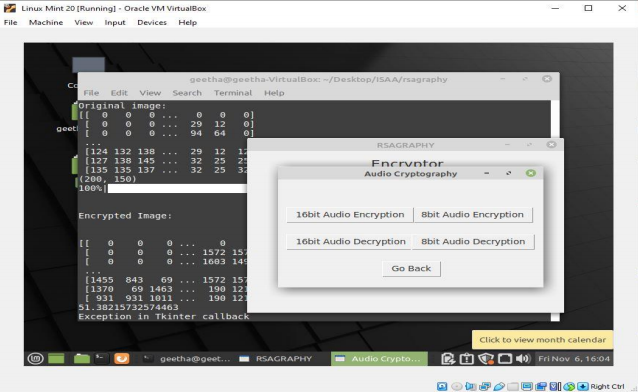 Linux Mint 20 [Running] - Oracle VM VirtualBox
File Machine View Input Devices Help
geetha@geetha-VirtualBox: ~/Desktop/ISAA/rsagraphy
File Edit View Search Terminal Help
Original image:
[[ 0 0 0 ... 0 0 0]
[ 0 0 0 ... 29 12 0]
[ 0 0 0 ... 94 64 0]
...
[124 132 138 ... 29 12 12
[127 138 145 ... 32 25 25
[135 135 137 ... 32 25 32
(200, 150)
100%|
Encrypted Image:
[[ 0 0 0 ... 0
[ 0 0 0 ... 1572 157
[ 0 0 0 ... 1603 149
...
[1455 843 69 ... 1572 157
[1370 69 1463 ... 190 121
[ 931 931 1011 ... 190 121
51.38215732574463
Exception in Tkinter callback
RSAGRAPHY
Encryptor
Audio Cryptography
16bit Audio Encryption 8bit Audio Encryption
16bit Audio Decryption 8bit Audio Decryption
Go Back
Click to view month calendar
geetha@geet... RSAGRAPHY Audio Crypto... Fri Nov 6, 16:04
Right Ctrl